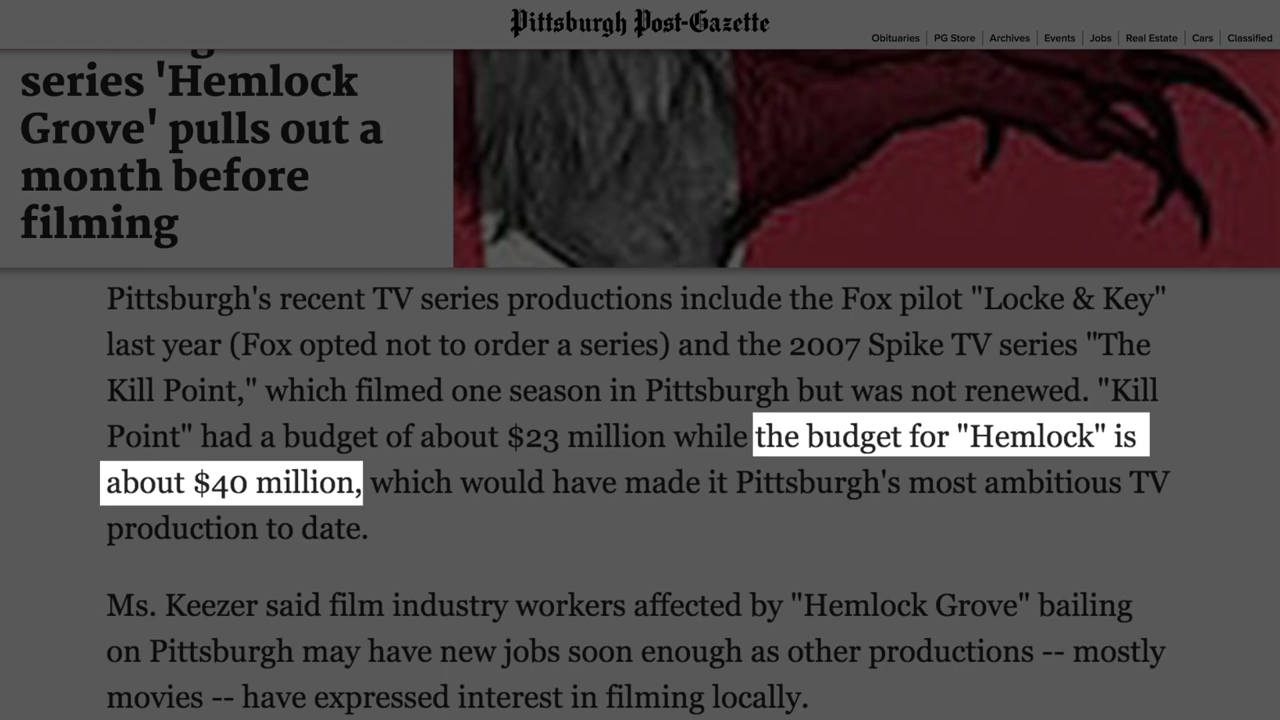 Pittsburgh Post-Gazette
Obituaries
PG Store
Archives
Events
Jobs
Real Estate
Cars
Classified
series 'Hemlock
Grove' pulls out a
month before
filming
Pittsburgh's recent TV series productions include the Fox pilot "Locke & Key"
last year (Fox opted not to order a series) and the 2007 Spike TV series "The
Kill Point," which filmed one season in Pittsburgh but was not renewed. "Kill
Point" had a budget of about $23 million while the budget for "Hemlock" is
about $40 million, which would have made it Pittsburgh's most ambitious TV
production to date.
Ms. Keezer said film industry workers affected by "Hemlock Grove" bailing
on Pittsburgh may have new jobs soon enough as other productions -- mostly
movies -- have expressed interest in filming locally.